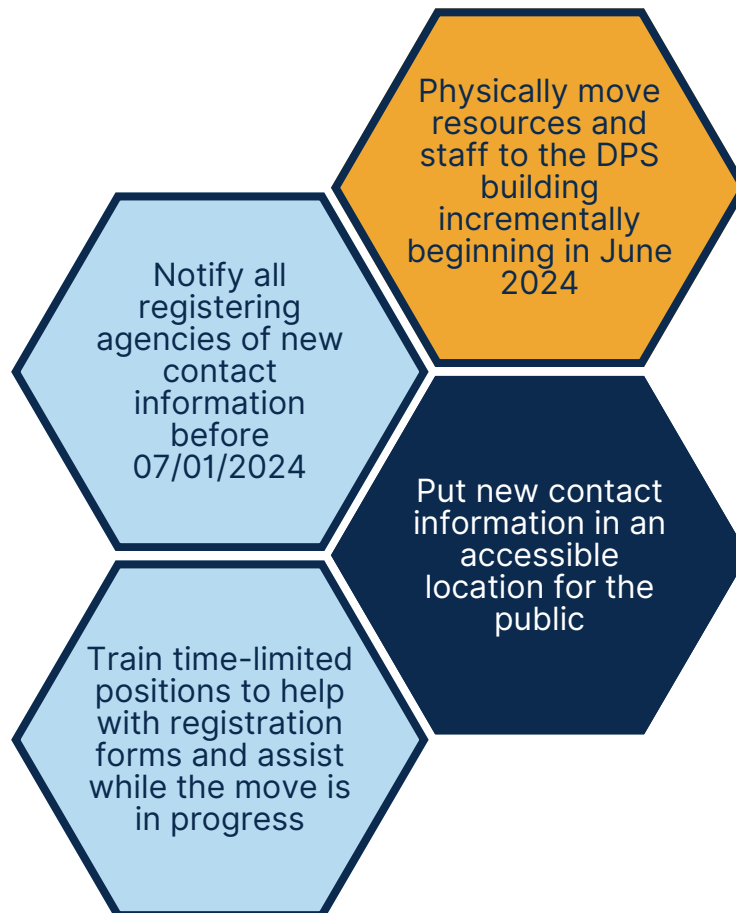 Physically move
resources and
staff to the DPS
building
incrementally
beginning in June
2024
Notify all
registering
agencies of new
contact
information
before
07/01/2024
Put new contact
information in an
accessible
location for the
public
Train time-limited
positions to help
with registration
forms and assist
while the move is
in progress